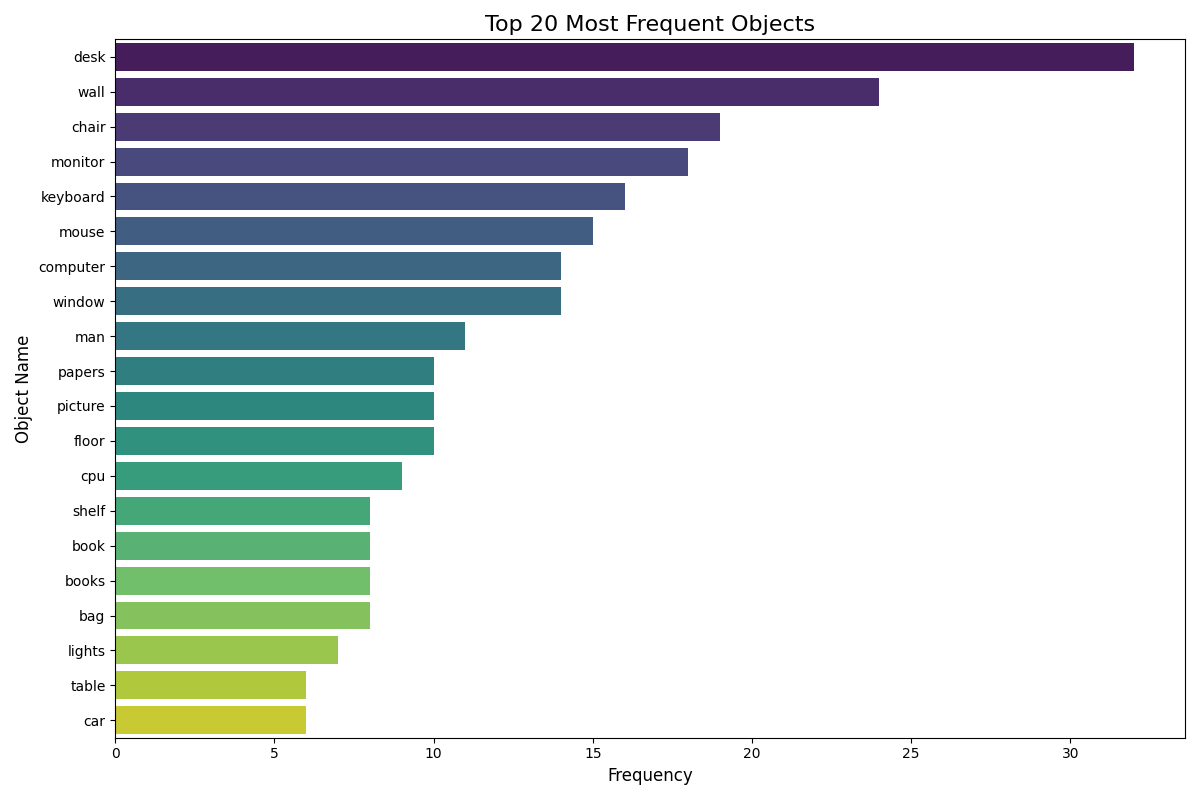 Top 20 Most Frequent Objects
Object Name
desk
wall
chair
monitor
keyboard
mouse
computer
window
man
papers
picture
floor
cpu
shelf
book
books
bag
lights
table
car
0 5 10 15 20 25 30
Frequency